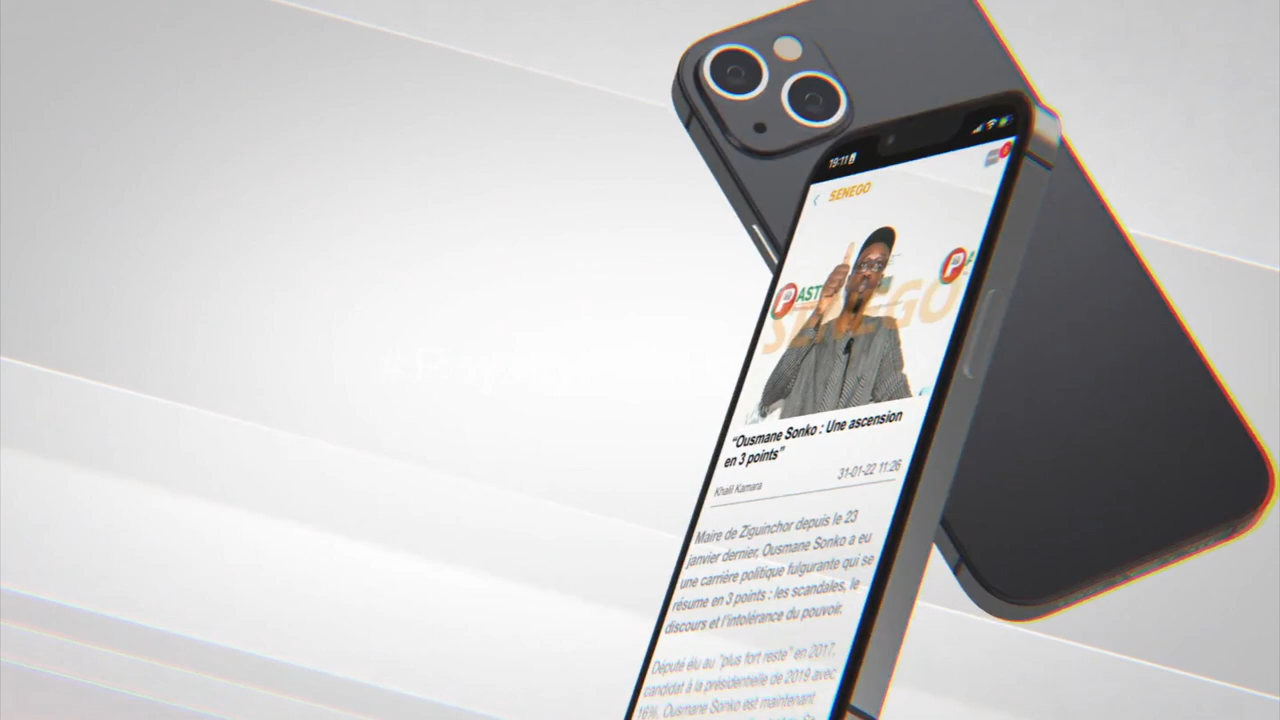 19:11
SENEGO
PAST
SENEGO
PA
"Ousmane Sonko : Une ascension
en 3 points"
Khalil Kamara
31-01-22 11:26
Maire de Ziguinchor depuis le 23
janvier dernier, Ousmane Sonko a eu
une carrière politique fulgurante qui se
résume en 3 points : les scandales, le
discours et l'intolérance du pouvoir.
Député élu au "plus fort reste" en 2017,
candidat à la présidentielle de 2019 avec
16%, Ousmane Sonko est maintenant